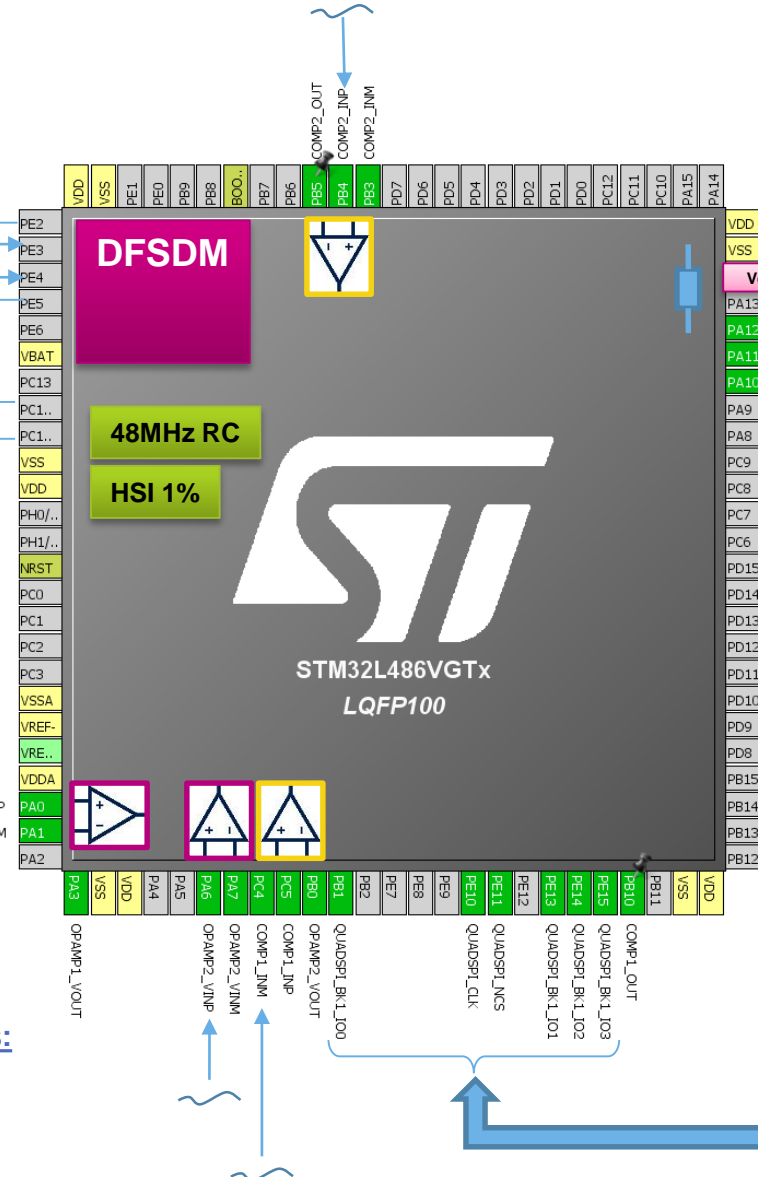 COMP2_OUT
COMP2_INP
COMP2_INM
VDD
VSS
PE1
PE0
PB9
PB8
BOO..
PB7
PB6
PB5
PB4
PB3
PD7
PD6
PD5
PD4
PD3
PD2
PD1
PD0
PC12
PC11
PC10
PA15
PA14
PE2
PE3
PE4
PE5
PE6
VBAT
PC13
PC1..
PC1..
VSS
VDD
PH0/..
PH1/..
NRST
PC0
PC1
PC2
PC3
VSSA
VREF-
VRE..
VDDA
P PA0
M PA1
PA2
DFSDM
48MHz RC
HSI 1%
ST
STM32L486VGTx
LQFP100
VDD
VSS
PA13
PA12
PA11
PA10
PA9
PA8
PC9
PC8
PC7
PC6
PD15
PD14
PD13
PD12
PD11
PD10
PD9
PD8
PB15
PB14
PB13
PB12
PA3
VSS
VDD
PA4
PA5
PA6
PA7
PC4
PC5
PB0
PB1
PB2
PE7
PE8
PE9
PE10
PE11
PE12
PE13
PE14
PE15
PB10
PB11
VSS
VDD
OPAMP1_VOUT
OPAMP2_VINP
OPAMP2_VINM
COMP1_INM
COMP1_INP
OPAMP2_VOUT
QUADSPI_BK1_IO0
QUADSPI_CLK
QUADSPI_NCS
QUADSPI_BK1_IO1
QUADSPI_BK1_IO2
QUADSPI_BK1_IO3
COMP1_OUT